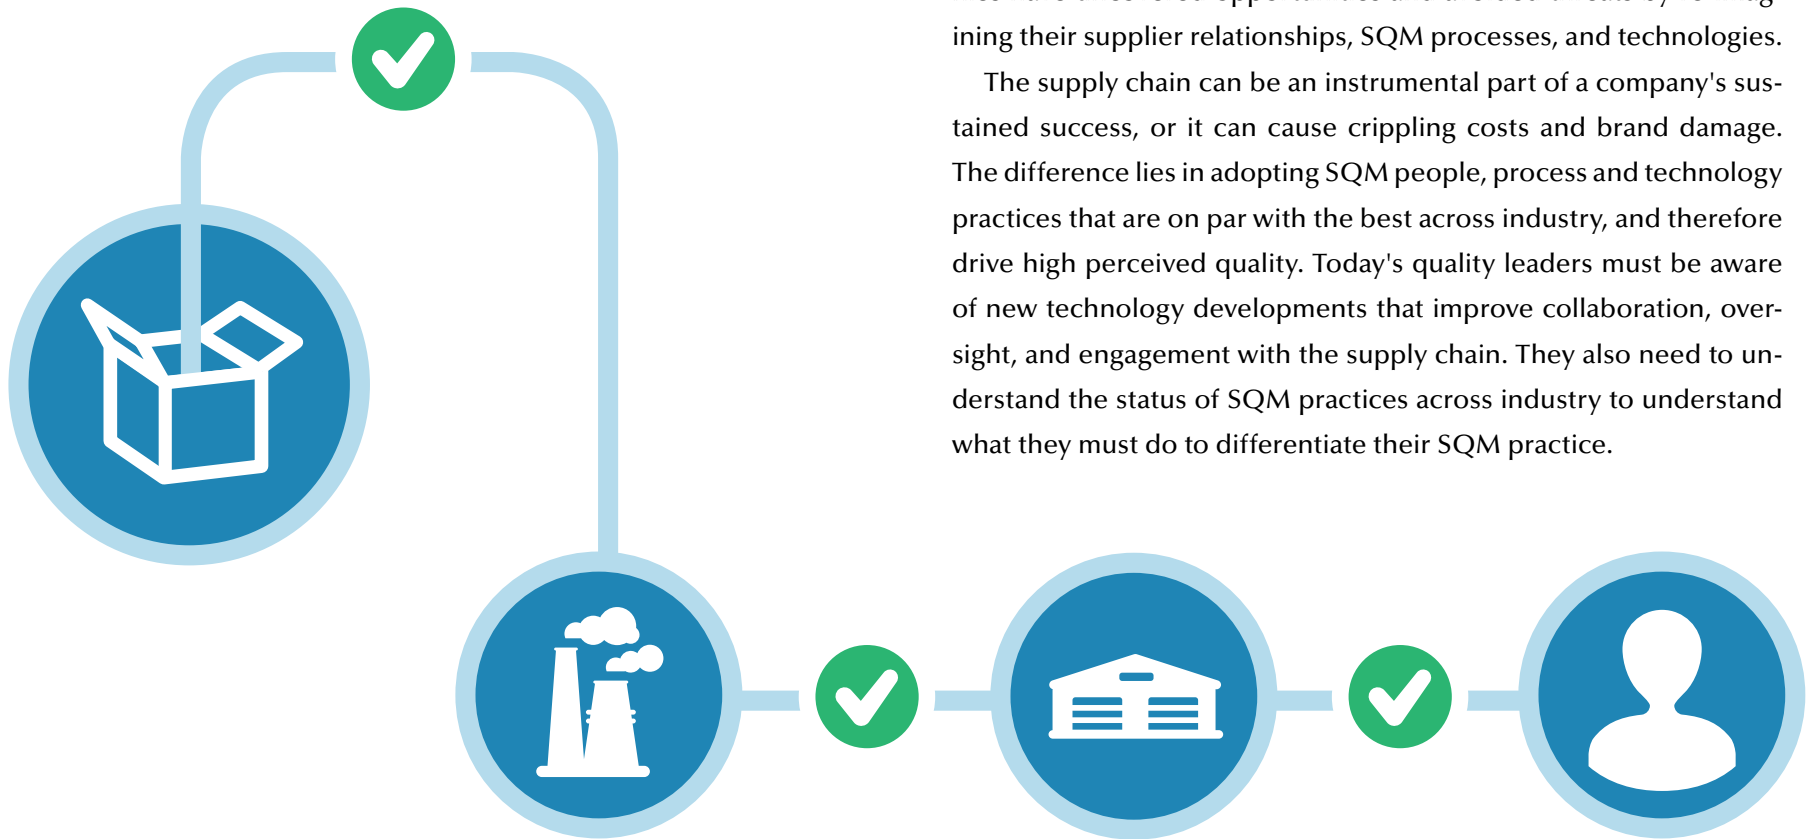 ining their supplier relationships, SQM processes, and technologies.
The supply chain can be an instrumental part of a company's sus-
tained success, or it can cause crippling costs and brand damage.
The difference lies in adopting SQM people, process and technology
practices that are on par with the best across industry, and therefore
drive high perceived quality. Today's quality leaders must be aware
of new technology developments that improve collaboration, over-
sight, and engagement with the supply chain. They also need to un-
derstand the status of SQM practices across industry to understand
what they must do to differentiate their SQM practice.